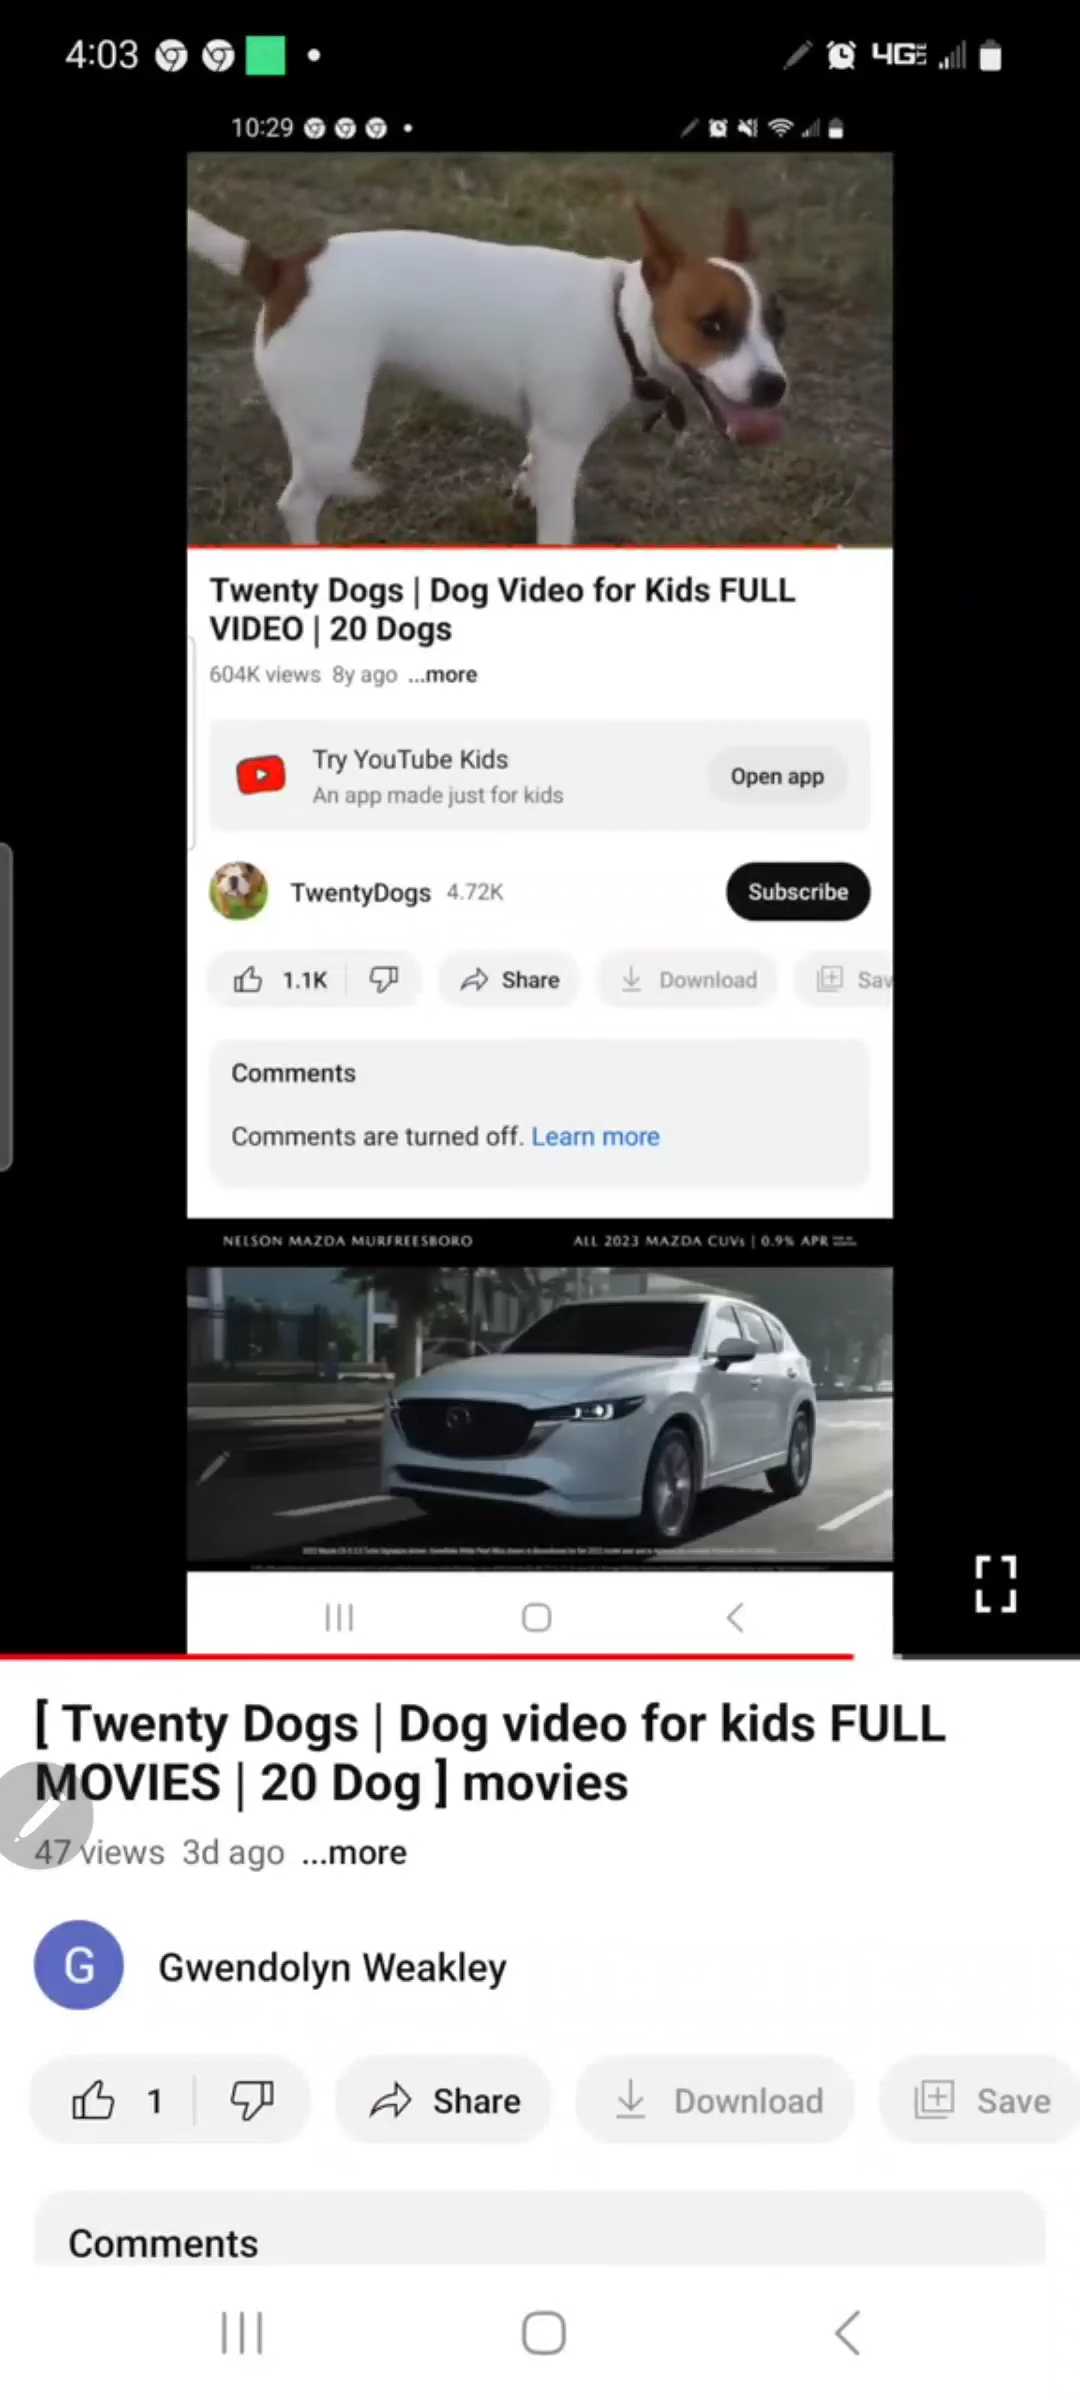 4:03
4G LTE
10:29
Twenty Dogs | Dog Video for Kids FULL
VIDEO | 20 Dogs
604K views 8y ago ...more
Try YouTube Kids
An app made just for kids
Open app
TwentyDogs 4.72K
Subscribe
1.1K
Share
Download
Sav
Comments
Comments are turned off. Learn more
NELSON MAZDA MURFREESBORO
ALL 2023 MAZDA CUVs | 0.9% APR
[ Twenty Dogs | Dog video for kids FULL
MOVIES | 20 Dog ] movies
47 views 3d ago ...more
G
Gwendolyn Weakley
1
Share
Download
Save
Comments